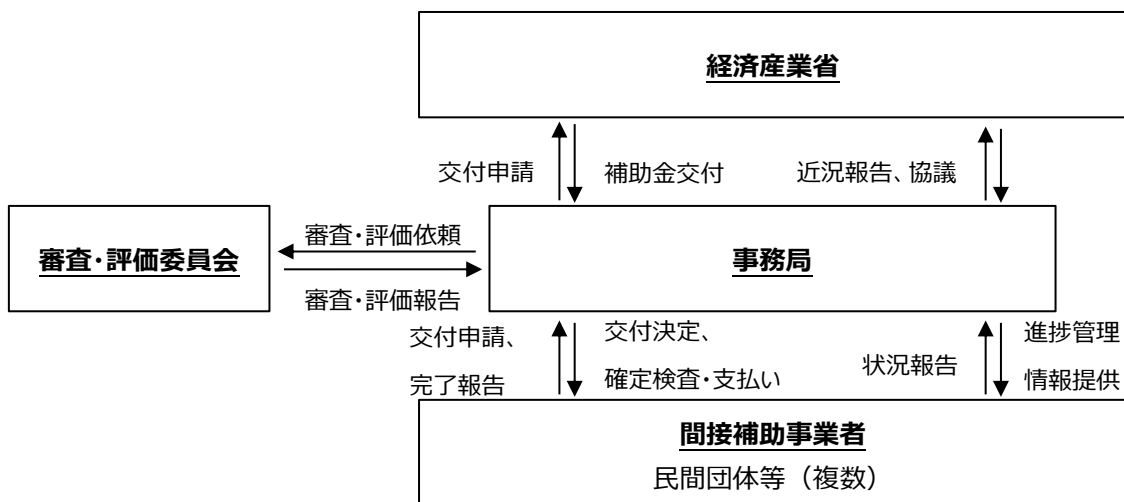 経済産業省
交付申請
補助金交付
近況報告、協議
審査・評価委員会
審査・評価依頼
審査・評価報告
事務局
交付申請、
完了報告
交付決定、
確定検査・支払い
状況報告
進捗管理
情報提供
間接補助事業者
民間団体等（複数）